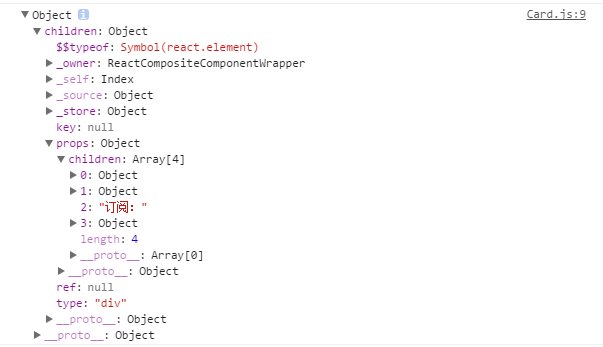 Object i Card.js:9
children: Object
$$typeof: Symbol(react.element)
_owner: ReactCompositeComponentWrapper
_self: Index
_source: Object
_store: Object
key: null
props: Object
children: Array[4]
0: Object
1: Object
2: "订阅: "
3: Object
length: 4
__proto__: Array[0]
__proto__: Object
ref: null
type: "div"
__proto__: Object
__proto__: Object